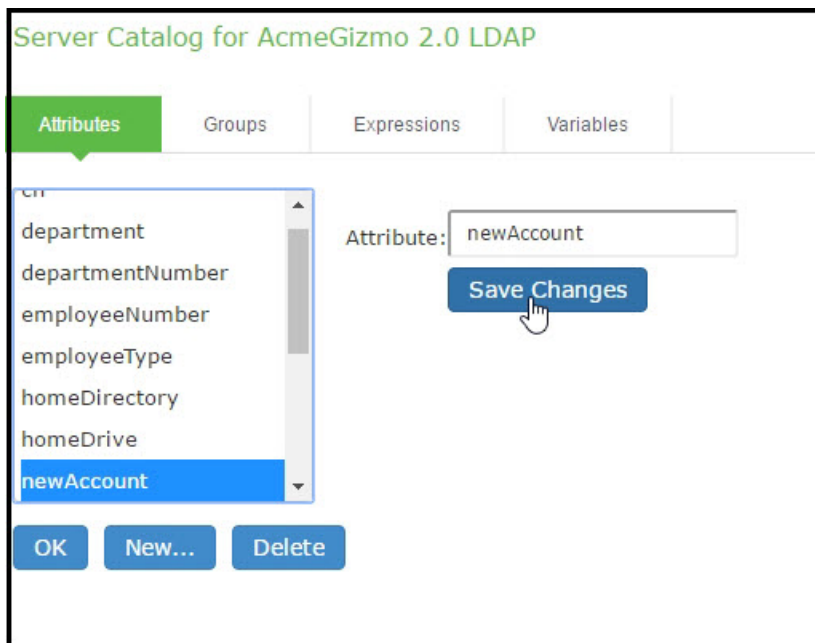 Server Catalog for AcmeGizmo 2.0 LDAP
Attributes Groups Expressions Variables
cn
department
departmentNumber
employeeNumber
employeeType
homeDirectory
homeDrive
newAccount
Attribute: newAccount
Save Changes
OK New... Delete